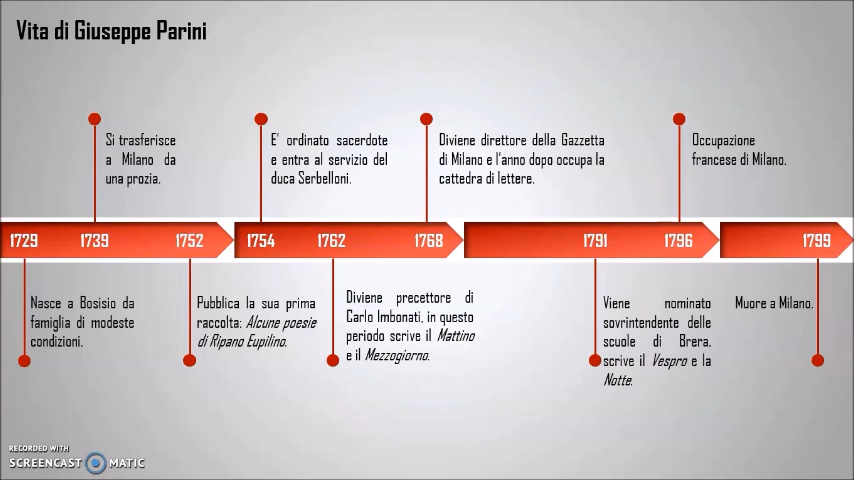 Vita di Giuseppe Parini
Si trasferisce
a Milano da
una prozia.
E' ordinato sacerdote
e entra al servizio del
duca Serbelloni.
Diviene direttore della Gazzetta
di Milano e l'anno dopo occupa la
cattedra di lettere.
Occupazione
francese di Milano.
1729 1739 1752 1754 1762 1768 1791 1796 1799
Nasce a Bosisio da
famiglia di modeste
condizioni.
Pubblica la sua prima
raccolta: Alcune poesie
di Ripano Eupilino.
Diviene precettore di
Carlo Imbonati, in questo
periodo scrive il Mattino
e il Mezzogiorno.
Viene nominato
sovrintendente delle
scuole di Brera,
scrive il Vespro e la
Notte.
Muore a Milano.
RECORDED WITH
SCREENCAST MATIC